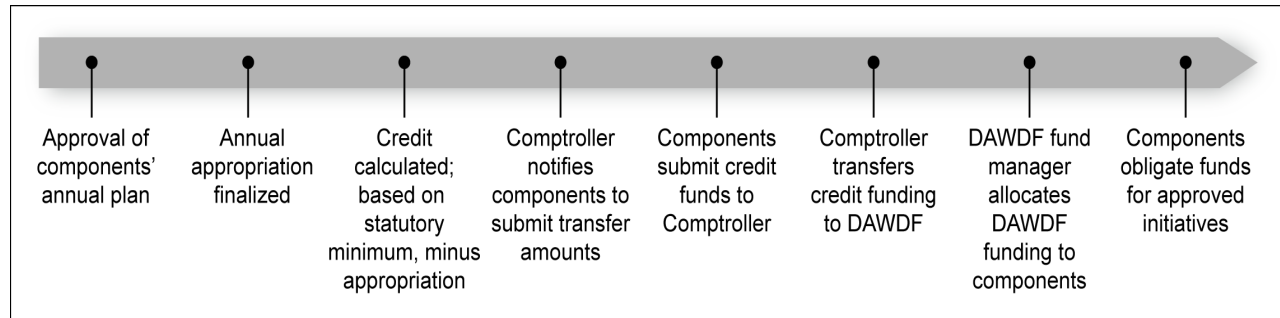 Approval of
components'
annual plan
Annual
appropriation
finalized
Credit
calculated;
based on
statutory
minimum, minus
appropriation
Comptroller
notifies
components to
submit transfer
amounts
Components
submit credit
funds to
Comptroller
Comptroller
transfers
credit funding
to DAWDF
DAWDF fund
manager
allocates
DAWDF
funding to
components
Components
obligate funds
for approved
initiatives